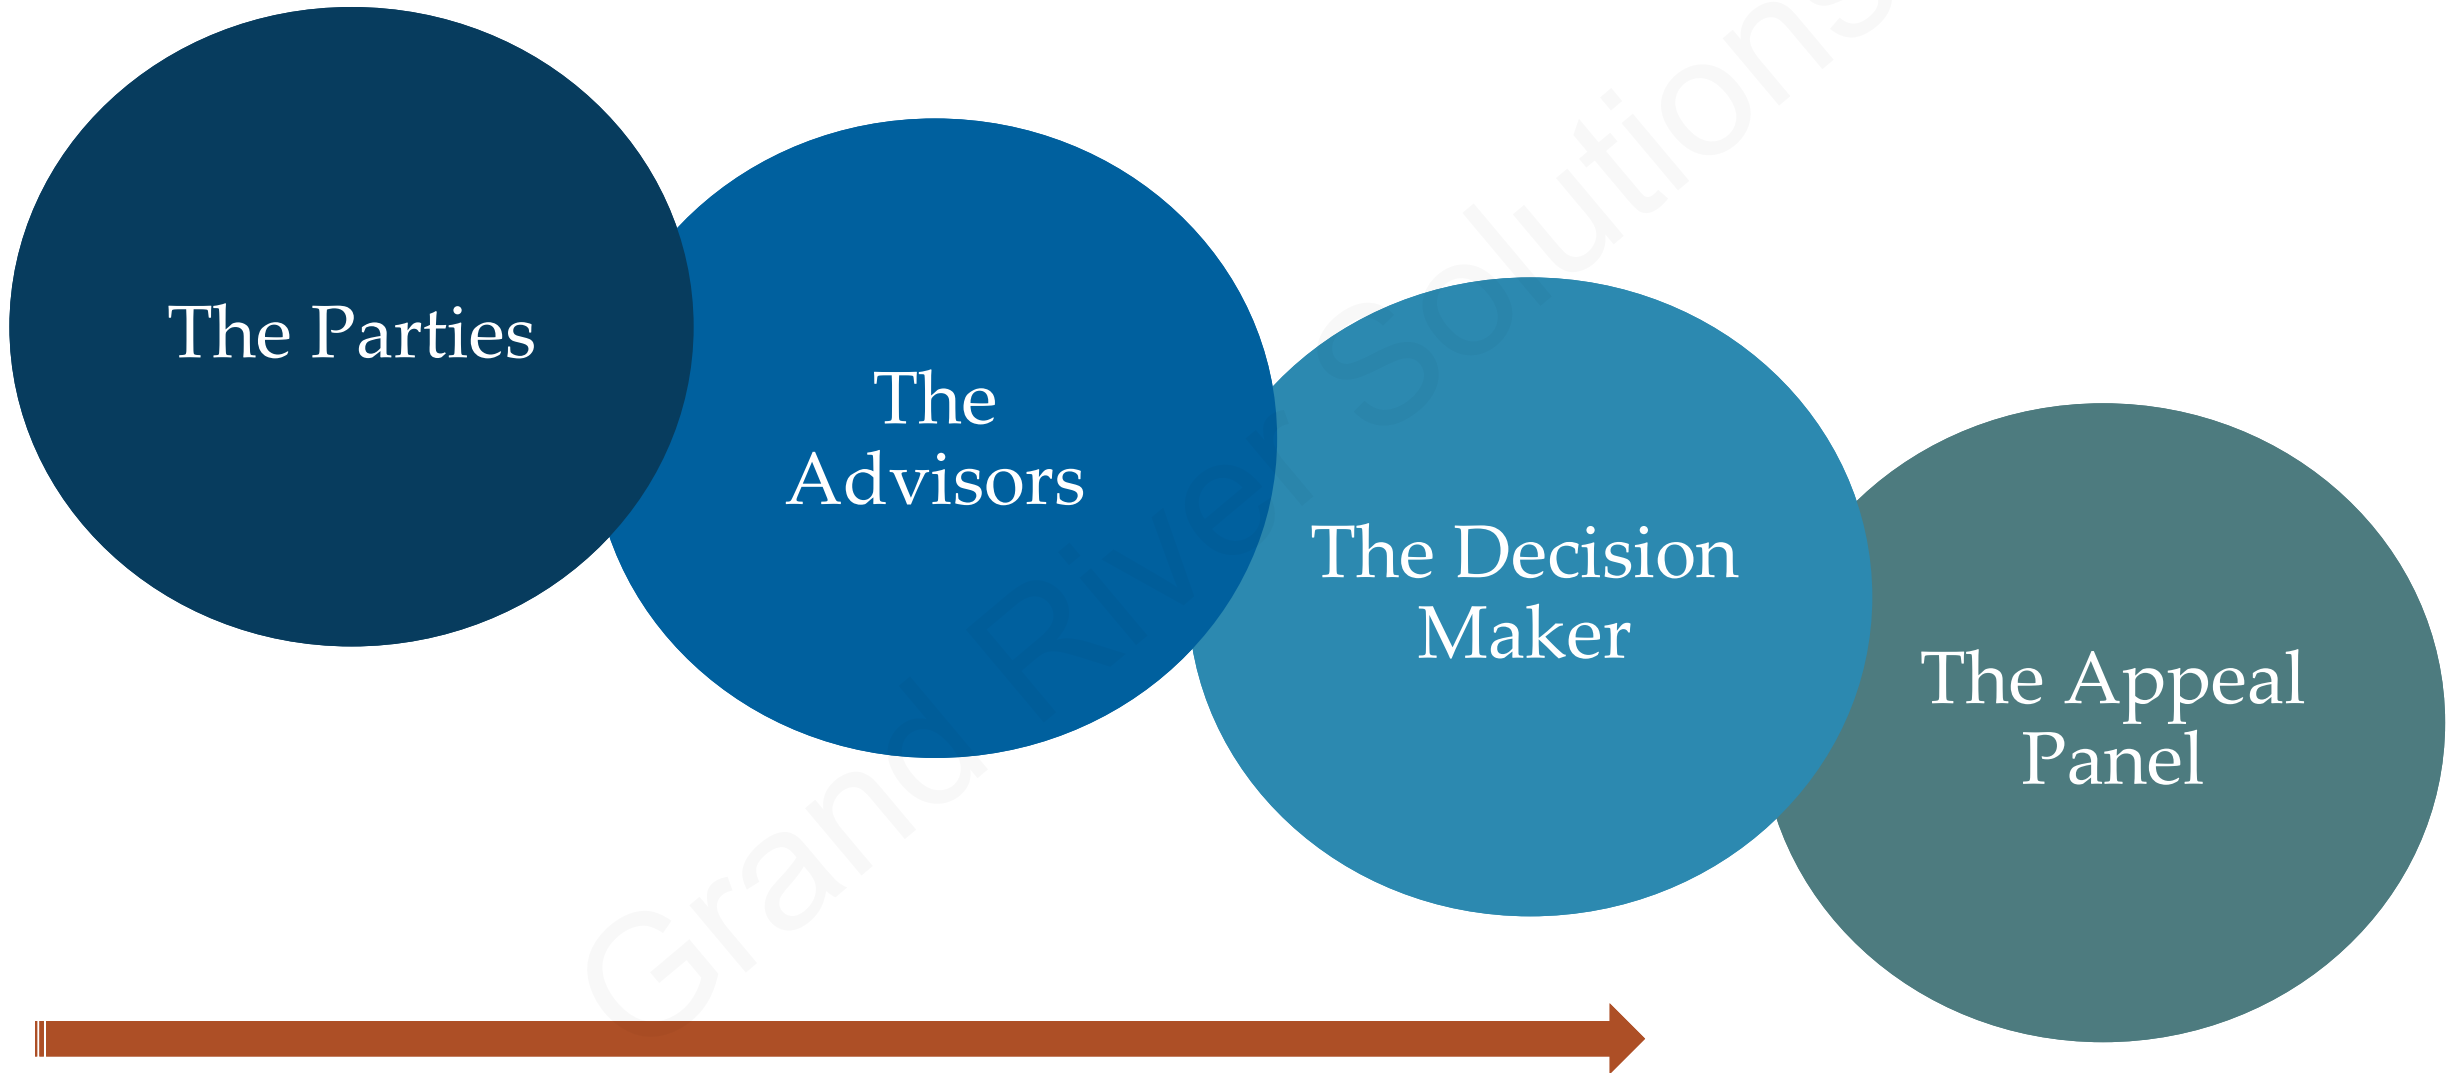 The Parties
The
Advisors
The Decision
Maker
The Appeal
Panel
Grand River Solutions